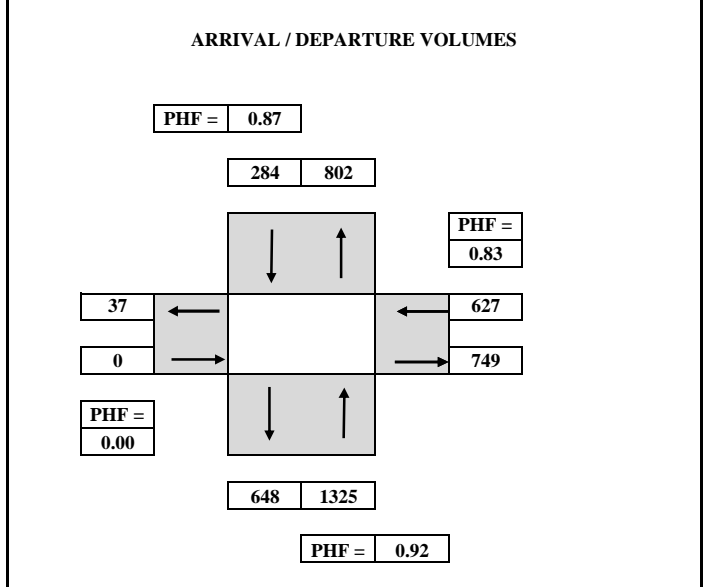 ARRIVAL / DEPARTURE VOLUMES
PHF = 0.87
284 802
PHF =
0.83
37 627
0 749
PHF =
0.00
648 1325
PHF = 0.92